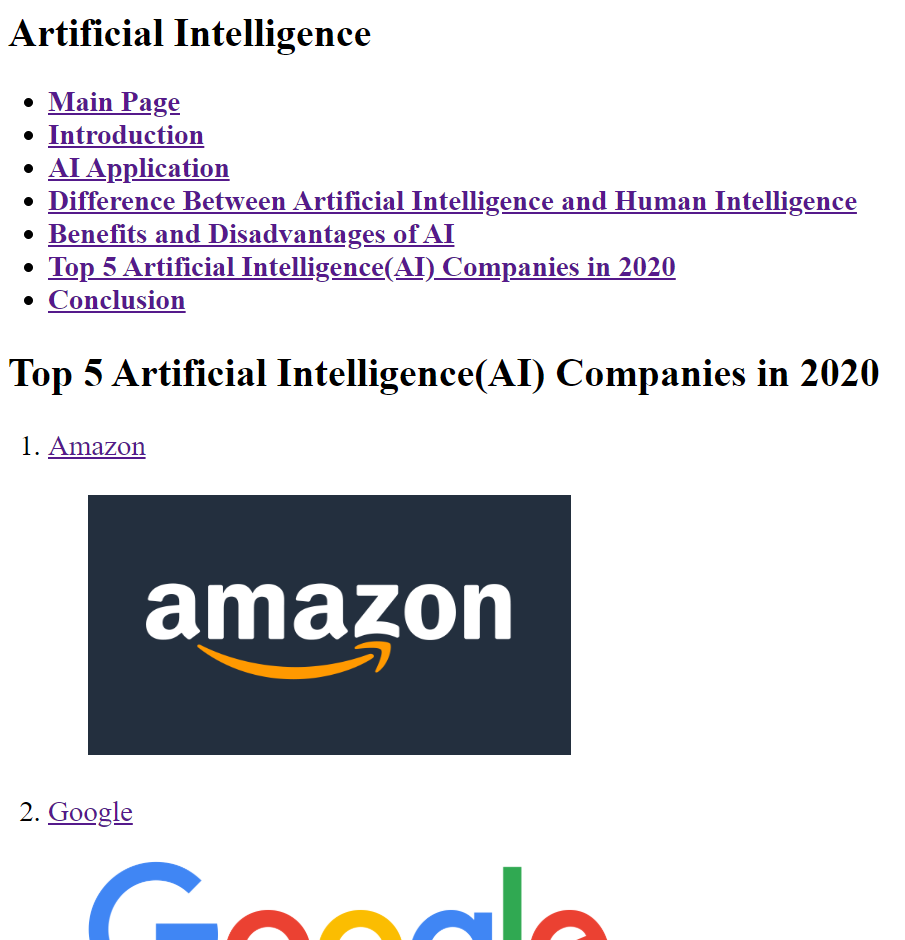 Artificial Intelligence
Main Page
Introduction
AI Application
Difference Between Artificial Intelligence and Human Intelligence
Benefits and Disadvantages of AI
Top 5 Artificial Intelligence(AI) Companies in 2020
Conclusion
Top 5 Artificial Intelligence(AI) Companies in 2020
1. Amazon
amazon
2. Google
Google